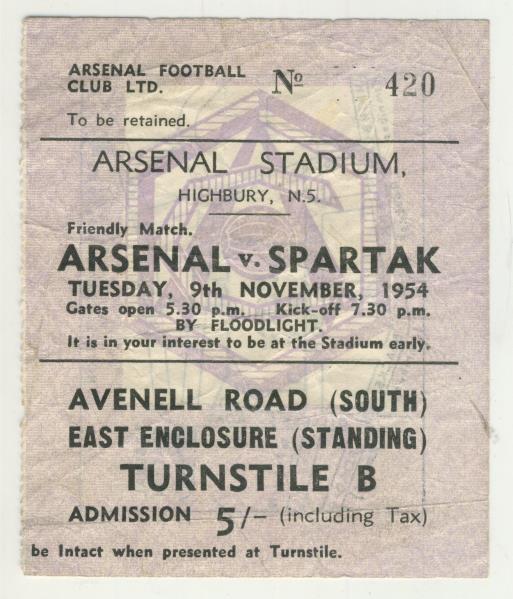 ARSENAL FOOTBALL
CLUB LTD.
Nº 420
To be retained.
ARSENAL STADIUM,
HIGHBURY, N.5.
Friendly Match.
ARSENAL v. SPARTAK
TUESDAY, 9th NOVEMBER, 1954
Gates open 5.30 p.m. Kick-off 7.30 p.m.
BY FLOODLIGHT.
It is in your interest to be at the Stadium early.
AVENELL ROAD (SOUTH)
EAST ENCLOSURE (STANDING)
TURNSTILE B
ADMISSION 5/- (including Tax)
be Intact when presented at Turnstile.